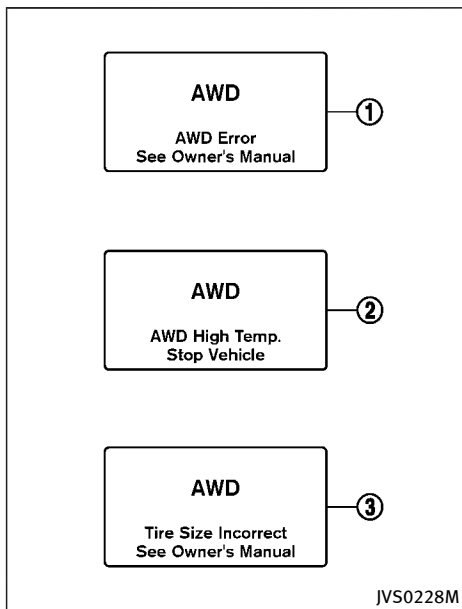 AWD
AWD Error
See Owner's Manual
1
AWD
AWD High Temp.
Stop Vehicle
2
AWD
Tire Size Incorrect
See Owner's Manual
3
JVS0228M